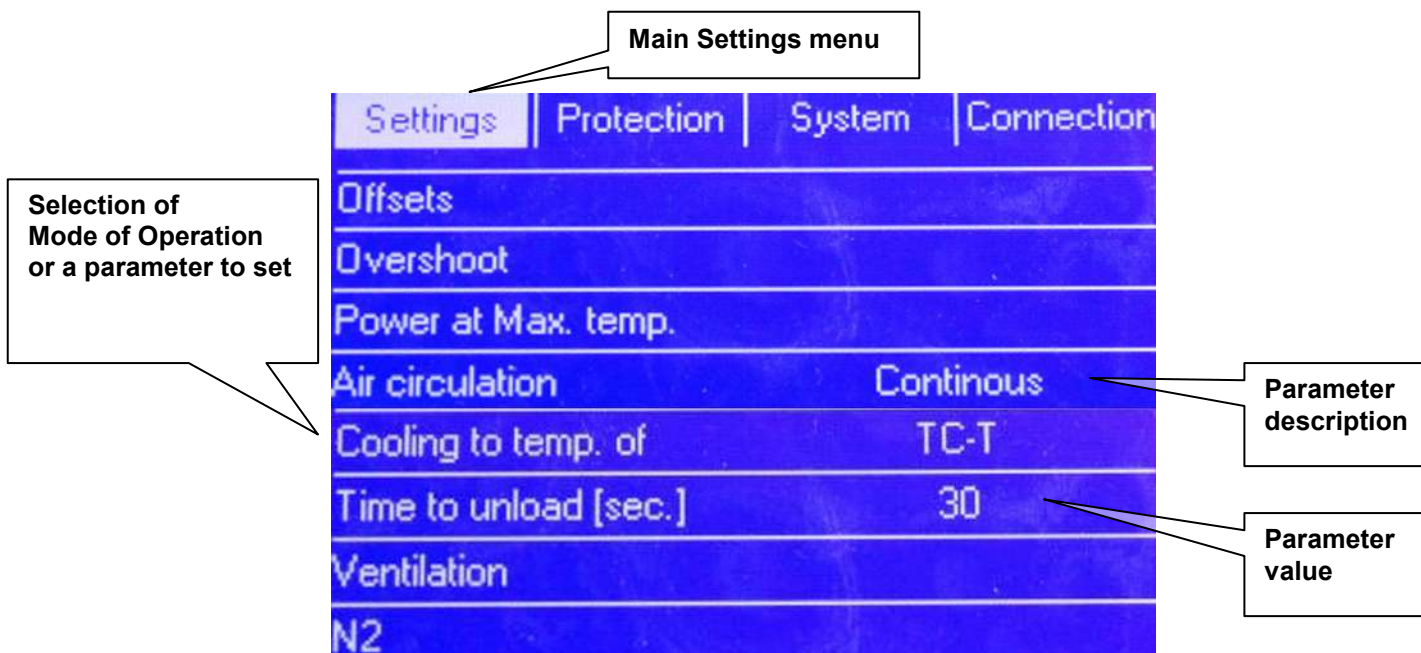 Main Settings menu
Settings Protection System Connection
Selection of
Mode of Operation
or a parameter to set
Offsets
Overshoot
Power at Max. temp.
Air circulation Continous
Parameter
description
Cooling to temp. of TC-T
Time to unload [sec.] 30
Parameter
value
Ventilation
N2